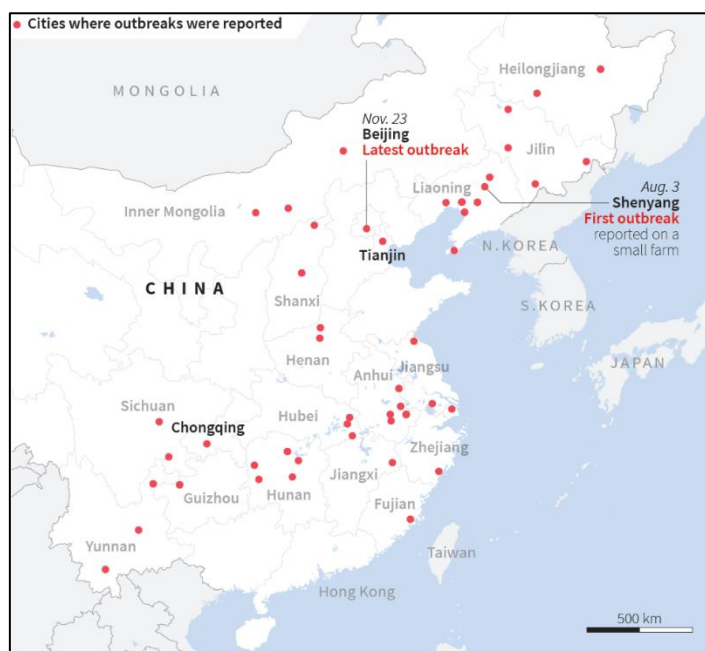 Cities where outbreaks were reported
Heilongjiang
MONGOLIA
Nov. 23
Beijing
Latest outbreak
Jilin
Liaoning
Aug. 3
Shenyang
First outbreak
reported on a
small farm
Inner Mongolia
N.KOREA
Tianjin
CHINA
Shanxi
S.KOREA
Henan
JAPAN
Jiangsu
Anhui
Sichuan
Chongqing
Hubei
Zhejiang
Jiangxi
Guizhou
Hunan
Fujian
Yunnan
Taiwan
Hong Kong
500 km